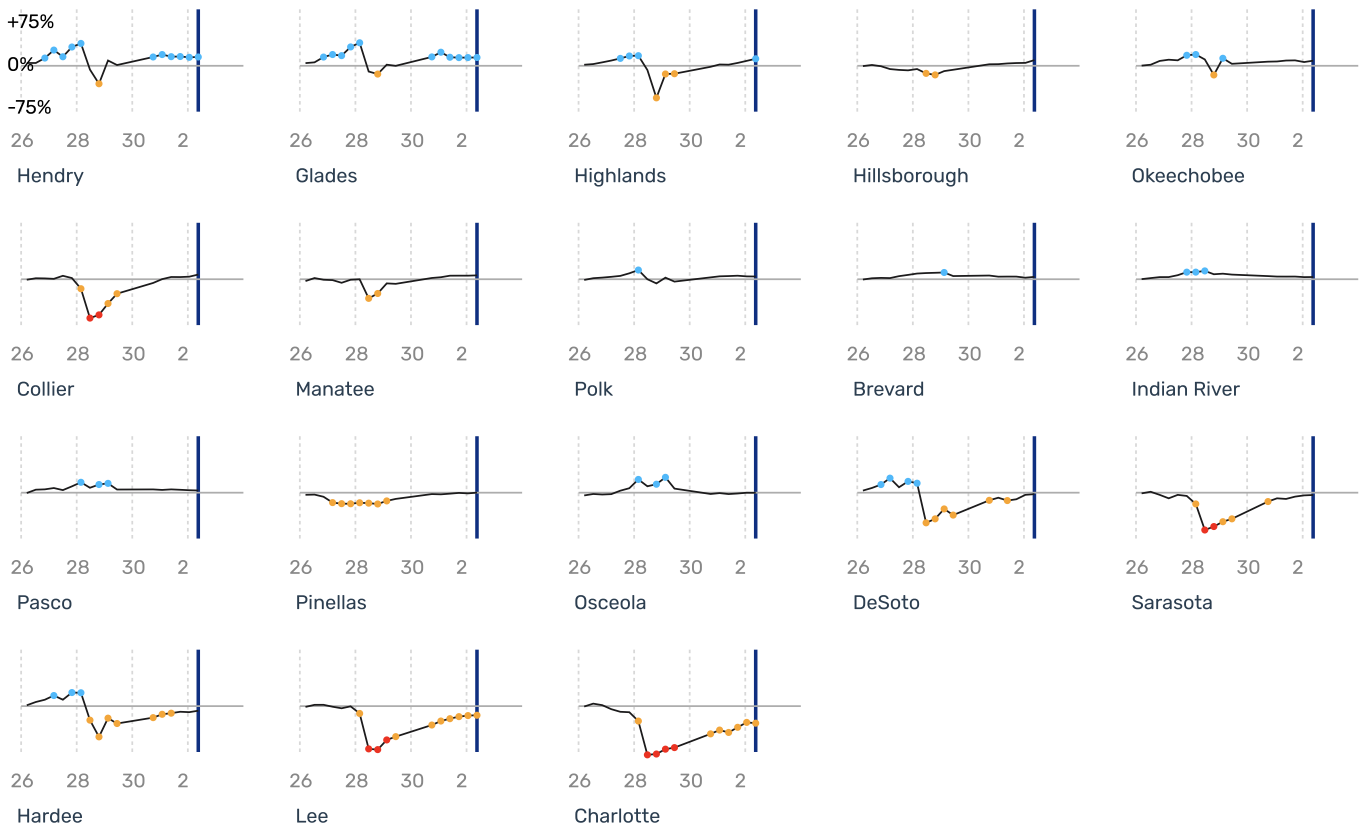 +75%
0%
-75%
26 28 30 2 26 28 30 2 26 28 30 2 26 28 30 2 26 28 30 2
Hendry Glades Highlands Hillsborough Okeechobee
26 28 30 2 26 28 30 2 26 28 30 2 26 28 30 2 26 28 30 2
Collier Manatee Polk Brevard Indian River
26 28 30 2 26 28 30 2 26 28 30 2 26 28 30 2 26 28 30 2
Pasco Pinellas Osceola DeSoto Sarasota
26 28 30 2 26 28 30 2 26 28 30 2
Hardee Lee Charlotte